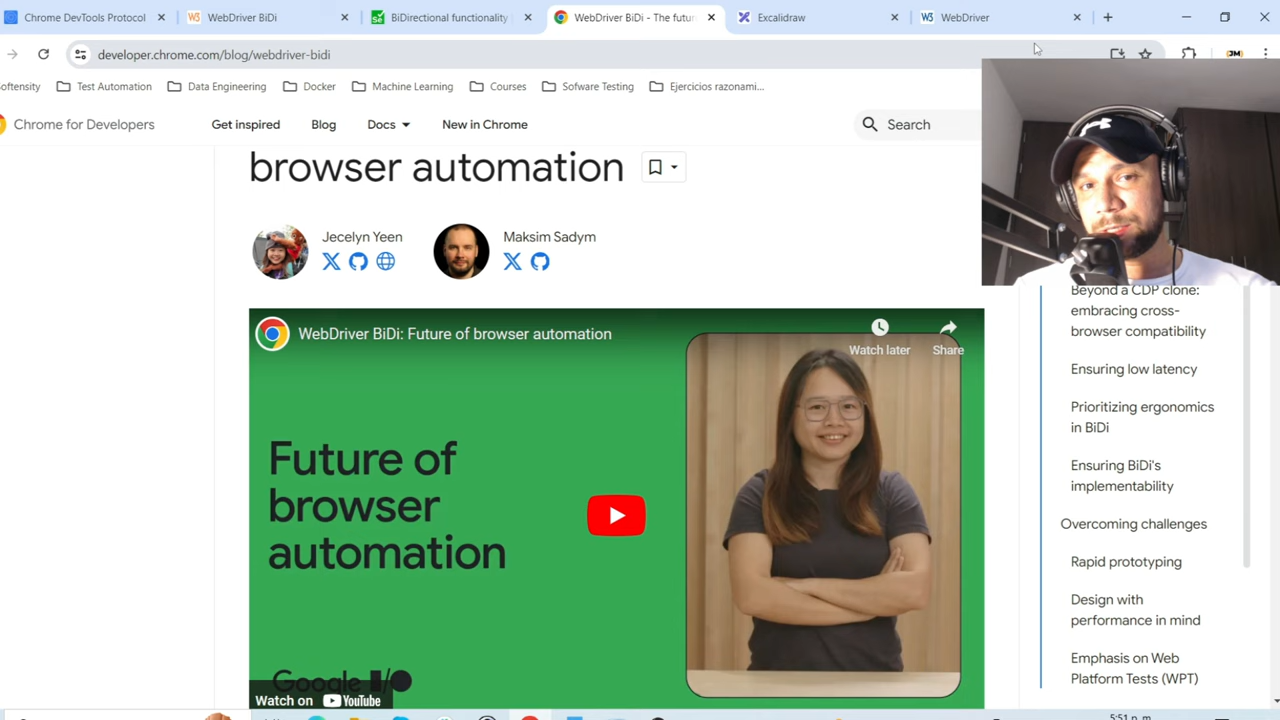 Chrome DevTools Protocol
WebDriver BiDi
BiDirectional functionality
WebDriver BiDi - The futur
Excalidraw
WebDriver
developer.chrome.com/blog/webdriver-bidi
JM
oftensity
Test Automation
Data Engineering
Docker
Machine Learning
Courses
Sofware Testing
Ejercicios razonami...
Chrome for Developers
Get inspired
Blog
Docs
New in Chrome
Search
browser automation
Jecelyn Yeen
Maksim Sadym
WebDriver BiDi: Future of browser automation
Watch later
Share
Future of
browser
automation
Google I/O
Watch on
YouTube
Beyond a CDP clone:
embracing cross-
browser compatibility
Ensuring low latency
Prioritizing ergonomics
in BiDi
Ensuring BiDi's
implementability
Overcoming challenges
Rapid prototyping
Design with
performance in mind
Emphasis on Web
Platform Tests (WPT)
5:51 p. m.